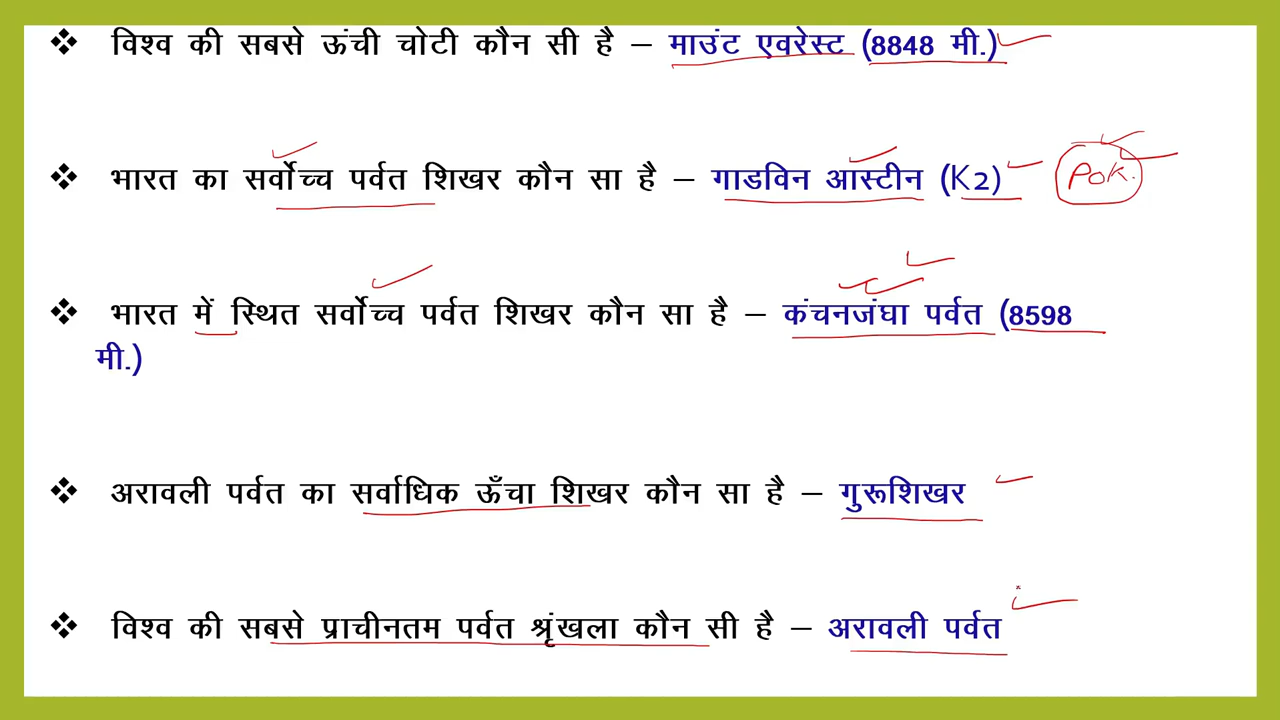 ❖ विश्व की सबसे ऊंची चोटी कौन सी है – माउंट एवरेस्ट (8848 मी.)
❖ भारत का सर्वोच्च पर्वत शिखर कौन सा है – गाडविन आस्टीन (K2) POK.
❖ भारत में स्थित सर्वोच्च पर्वत शिखर कौन सा है – कंचनजंघा पर्वत (8598
मी.)
❖ अरावली पर्वत का सर्वाधिक ऊँचा शिखर कौन सा है – गुरूशिखर
❖ विश्व की सबसे प्राचीनतम पर्वत श्रृंखला कौन सी है – अरावली पर्वत